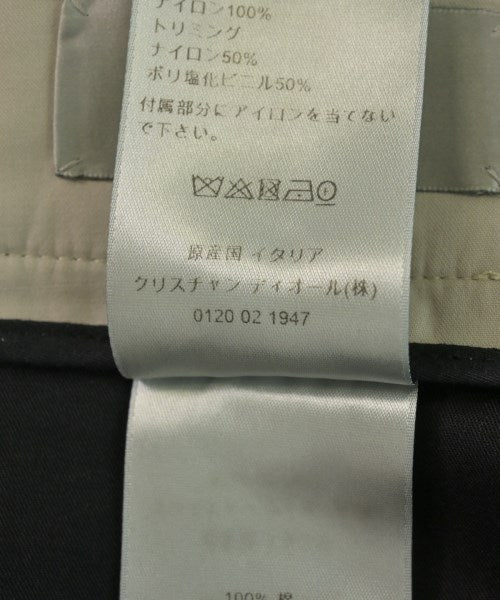 ナイロン100%
トリミング
ナイロン50%
ポリ塩化ビニル50%
付属部分にアイロンを当てない
で下さい。
原産国 イタリア
クリスチャン ディオール(株)
0120 02 1947
100% 棉